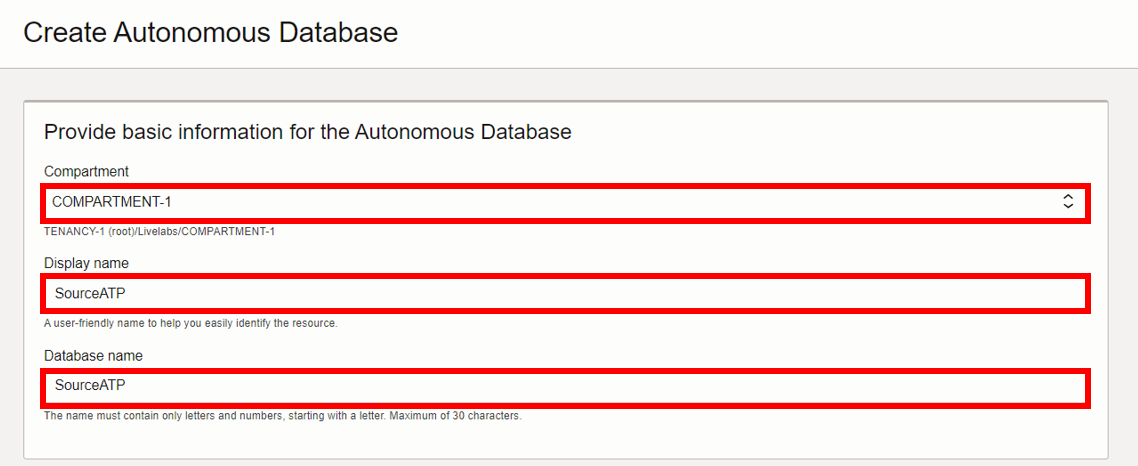 Create Autonomous Database
Provide basic information for the Autonomous Database
Compartment
COMPARTMENT-1
TENANCY-1 (root)/Livelabs/COMPARTMENT-1
Display name
SourceATP
A user-friendly name to help you easily identify the resource.
Database name
SourceATP
The name must contain only letters and numbers, starting with a letter. Maximum of 30 characters.